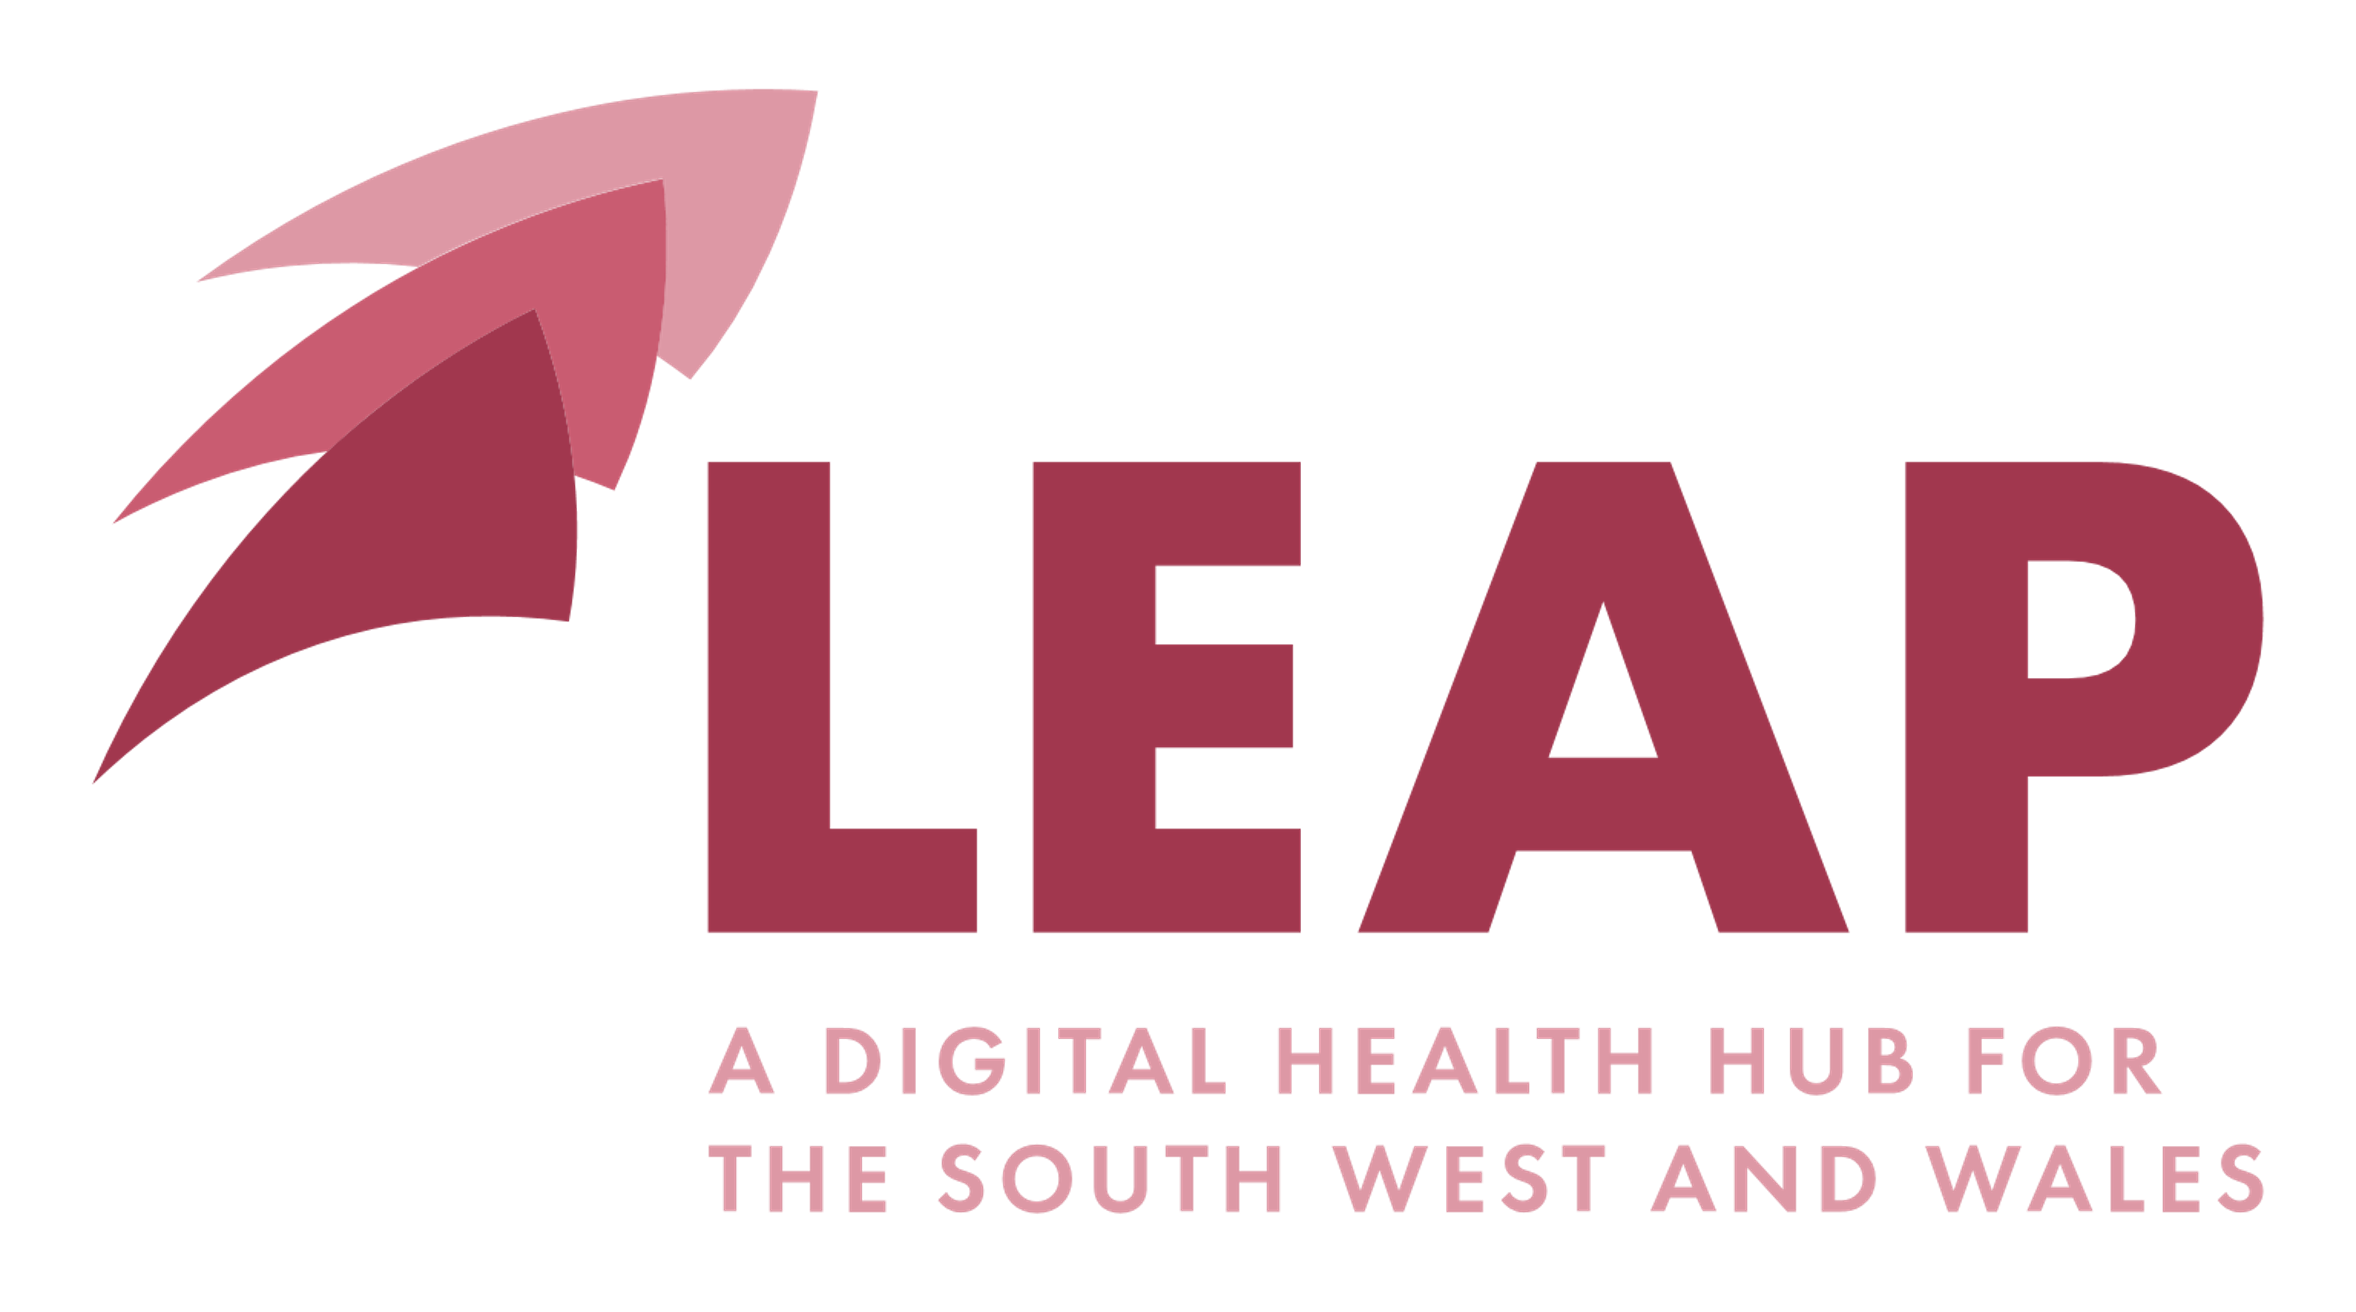 LEAP
A DIGITAL HEALTH HUB FOR
THE SOUTH WEST AND WALES